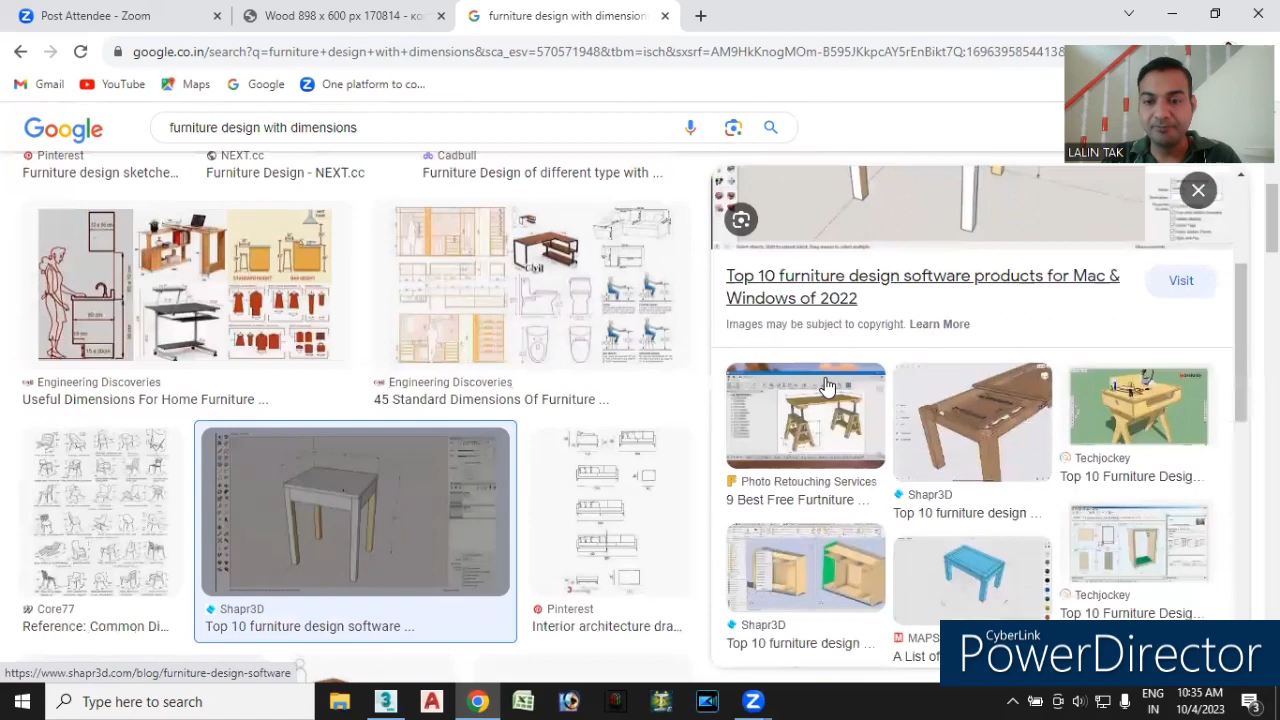 Post Attendee - Zoom
Wood 898 x 600 px 170814 - ко
furniture design with dimension
google.co.in/search?q=furniture+design+with+dimensions&sca_esv=570571948&tbm=isch&sxsrf=AM9HkKnogMOm-B595JKkpcAY5rEnBikt7Q:1696395854413
Gmail
YouTube
Maps
Google
One platform to co...
Google
furniture design with dimensions
LALIN TAK
Pinterest
Furniture design sketche...
NEXT.cc
Furniture Design - NEXT.cc
Cadbull
Furniture Design of different type with ...
Civil
Engineering Discoveries
Useful Dimensions For Home Furniture ...
Engineering Discoveries
45 Standard Dimensions Of Furniture ...
Core77
Reference: Common Di...
Shapr3D
Top 10 furniture design software ...
Pinterest
Interior architecture dra...
Top 10 furniture design software products for Mac &
Windows of 2022
Visit
Images may be subject to copyright. Learn More
Photo Retouching Services
9 Best Free Furtniture ...
Shapr3D
Top 10 furniture design ...
Techjockey
Top 10 Furniture Desig...
Shapr3D
Top 10 furniture design ...
MAPS
A List of
Techjockey
Top 10 Furniture Desig...
CyberLink
PowerDirector
https://www.shapr3d.com/blog/furniture-design-software
Type here to search
ENG
IN
10:35 AM
10/4/2023
3